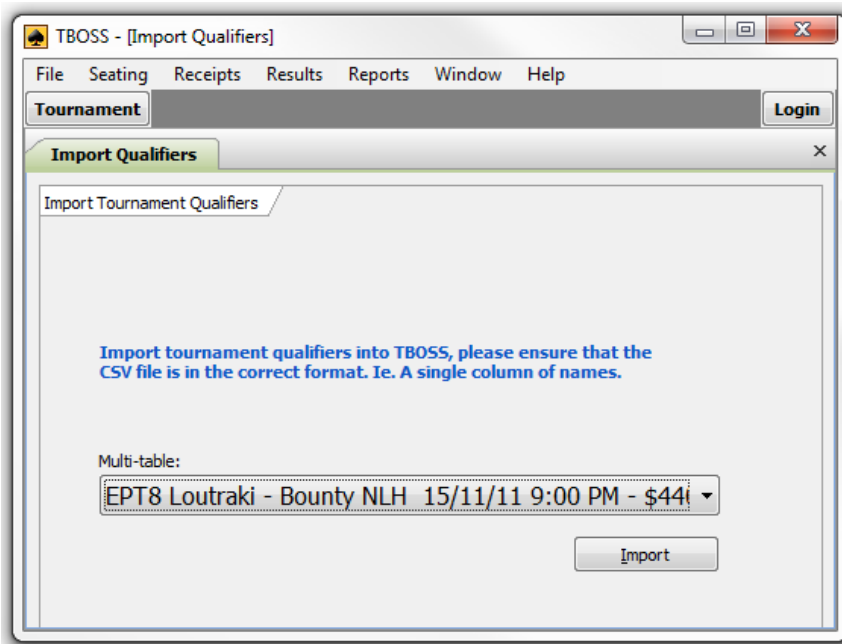 TBOSS - [Import Qualifiers]
File Seating Receipts Results Reports Window Help
Tournament Login
Import Qualifiers
Import Tournament Qualifiers
Import tournament qualifiers into TBOSS, please ensure that the
CSV file is in the correct format. Ie. A single column of names.
Multi-table:
EPT8 Loutraki - Bounty NLH 15/11/11 9:00 PM -
Import